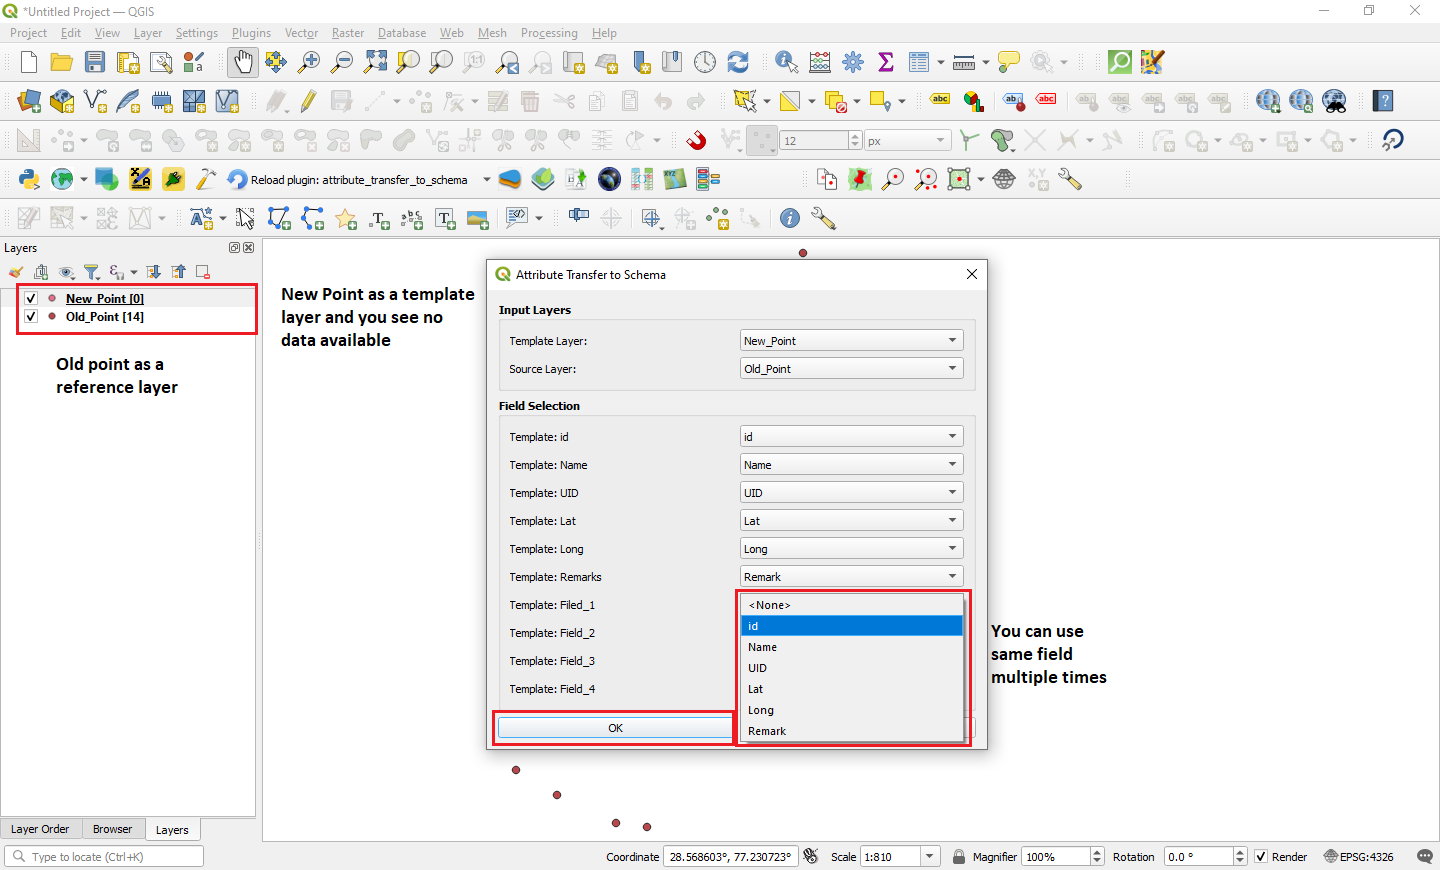 *Untitled Project — QGIS
Project Edit View Layer Settings Plugins Vector Raster Database Web Mesh Processing Help
12 px
Reload plugin: attribute_transfer_to_schema
Layers
New_Point [0]
Old_Point [14]
Old point as a
reference layer
New Point as a template
layer and you see no
data available
Attribute Transfer to Schema
Input Layers
Template Layer: New_Point
Source Layer: Old_Point
Field Selection
Template: id id
Template: Name Name
Template: UID UID
Template: Lat Lat
Template: Long Long
Template: Remarks Remark
Template: Filed_1
Template: Field_2
Template: Field_3
Template: Field_4
<None>
id
Name
UID
Lat
Long
Remark
OK
You can use
same field
multiple times
Layer Order Browser Layers
Type to locate (Ctrl+K) Coordinate 28.568603°, 77.230723° Scale 1:810 Magnifier 100% Rotation 0.0 ° Render EPSG:4326